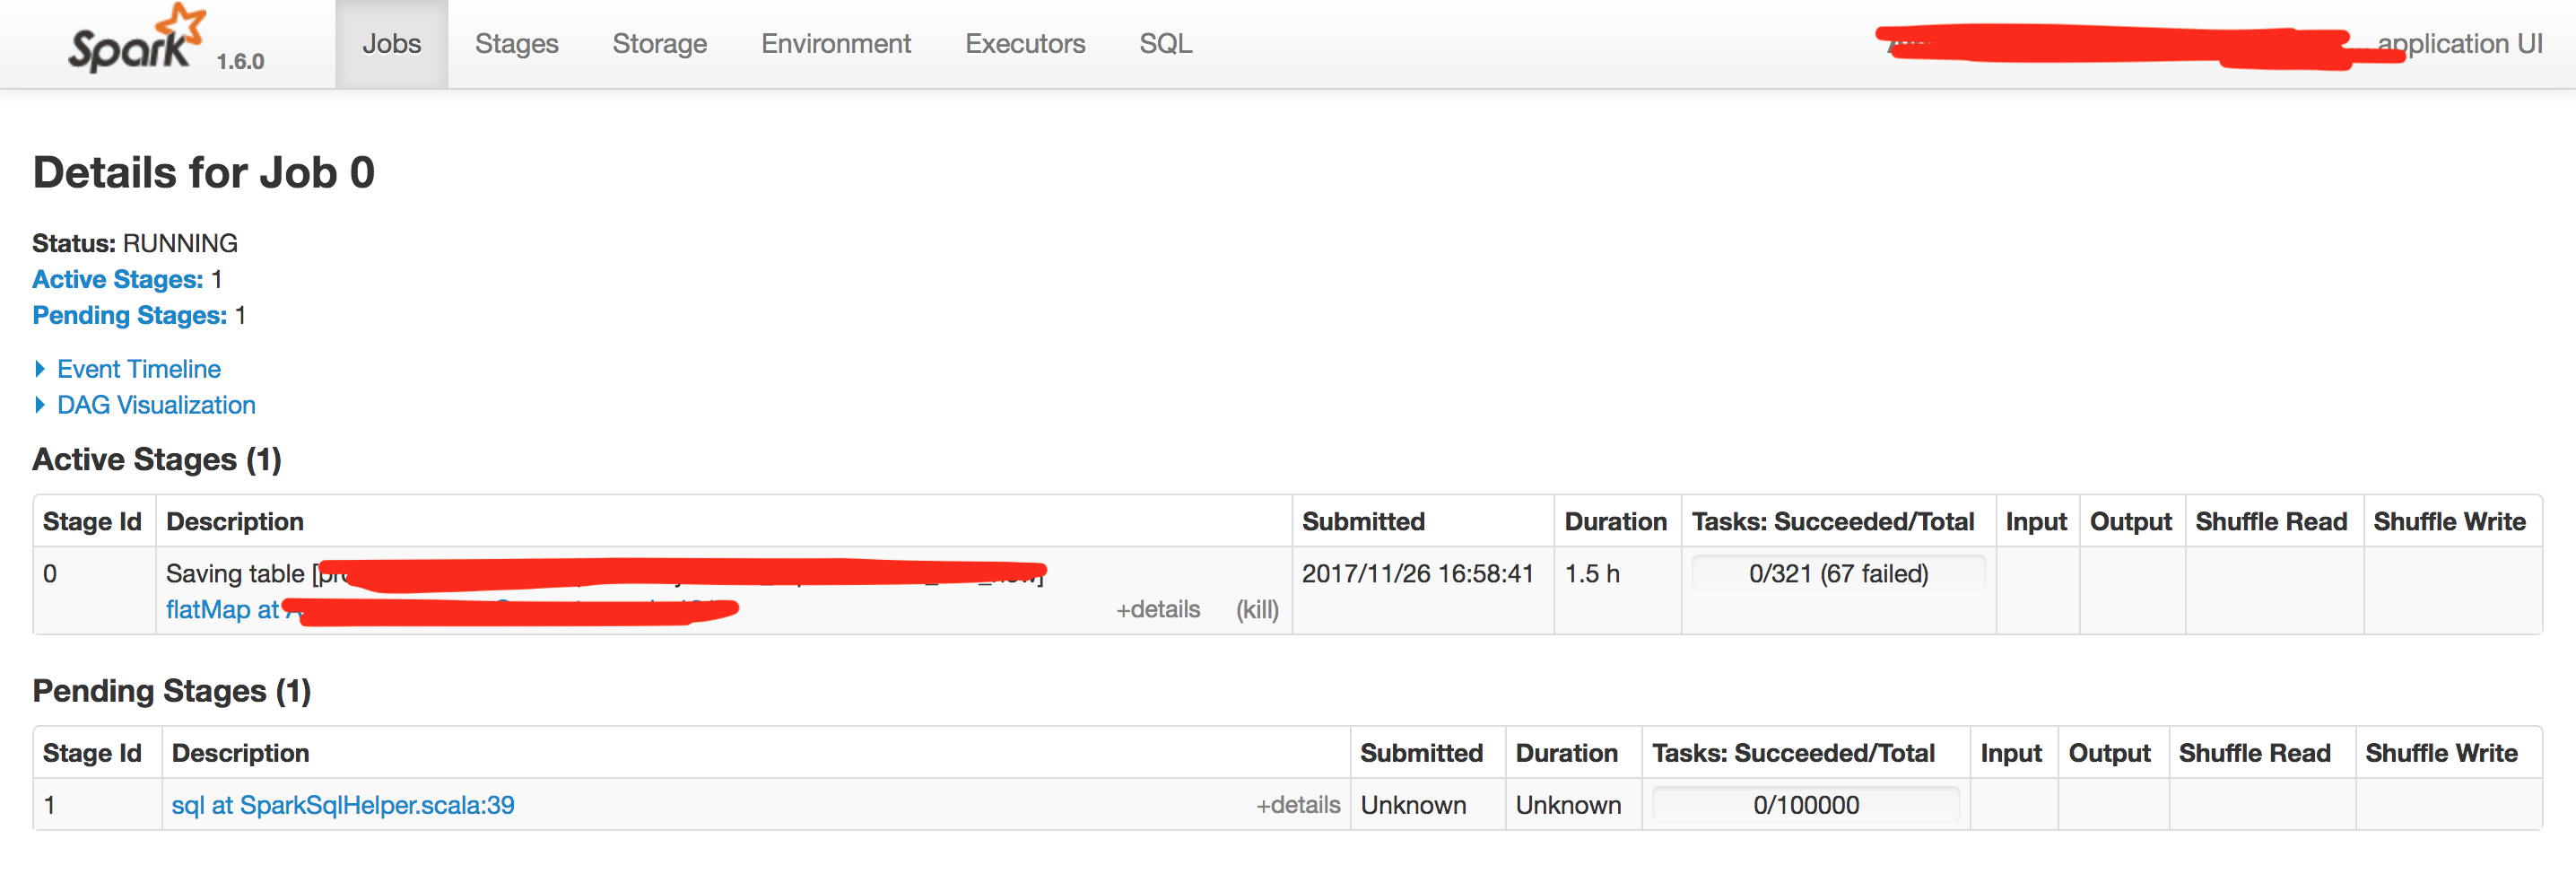 Spark 1.6.0 Jobs Stages Storage Environment Executors SQL application UI
Details for Job 0
Status: RUNNING
Active Stages: 1
Pending Stages: 1
Event Timeline
DAG Visualization
Active Stages (1)
Stage Id Description Submitted Duration Tasks: Succeeded/Total Input Output Shuffle Read Shuffle Write
0 Saving table [ 2017/11/26 16:58:41 1.5 h 0/321 (67 failed)
flatMap at +details (kill)
Pending Stages (1)
Stage Id Description Submitted Duration Tasks: Succeeded/Total Input Output Shuffle Read Shuffle Write
1 sql at SparkSqlHelper.scala:39 +details Unknown Unknown 0/100000